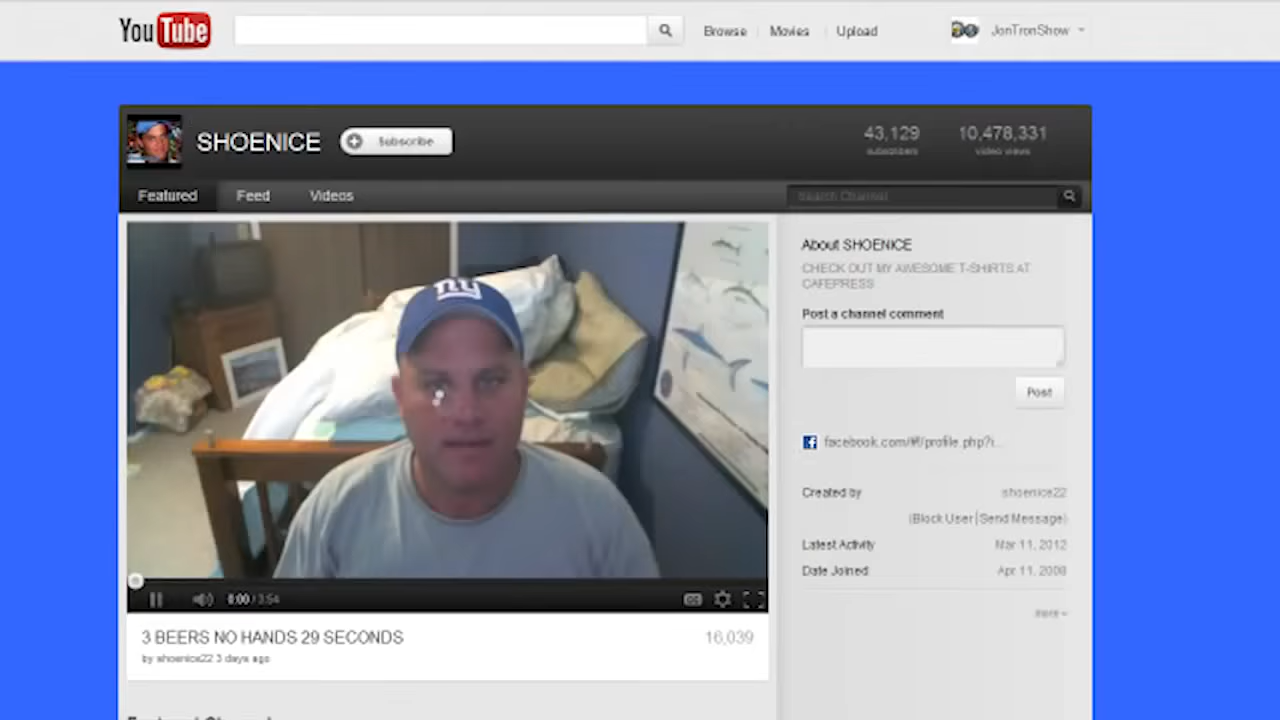 YouTube
Browse
Movies
Upload
JonTronShow
SHOENICE
Subscribe
43,129
subscribers
10,478,331
video views
Featured
Feed
Videos
Search Channel
ny
About SHOENICE
CHECK OUT MY AWESOME T-SHIRTS AT
CAFEPRESS
Post a channel comment
Post
facebook.com/#!/profile.php?i...
Created by
shoenice22
(Block User|Send Message)
Latest Activity
Mar 11, 2012
Date Joined
Apr 11, 2008
more
0:00 / 3:54
CC
3 BEERS NO HANDS 29 SECONDS
16,039
by shoenice22 3 days ago